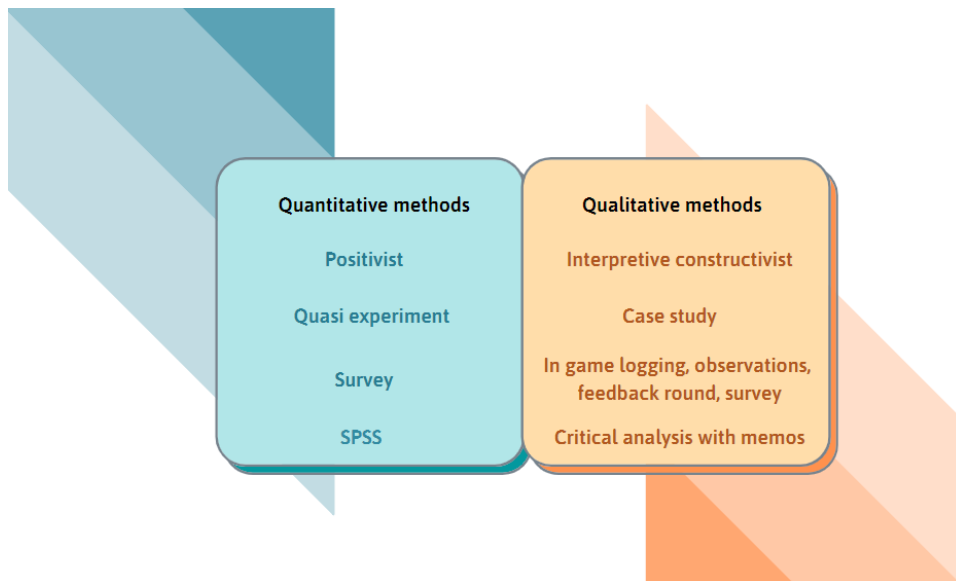 Quantitative methods
Positivist
Quasi experiment
Survey
SPSS
Qualitative methods
Interpretive constructivist
Case study
In game logging, observations,
feedback round, survey
Critical analysis with memos